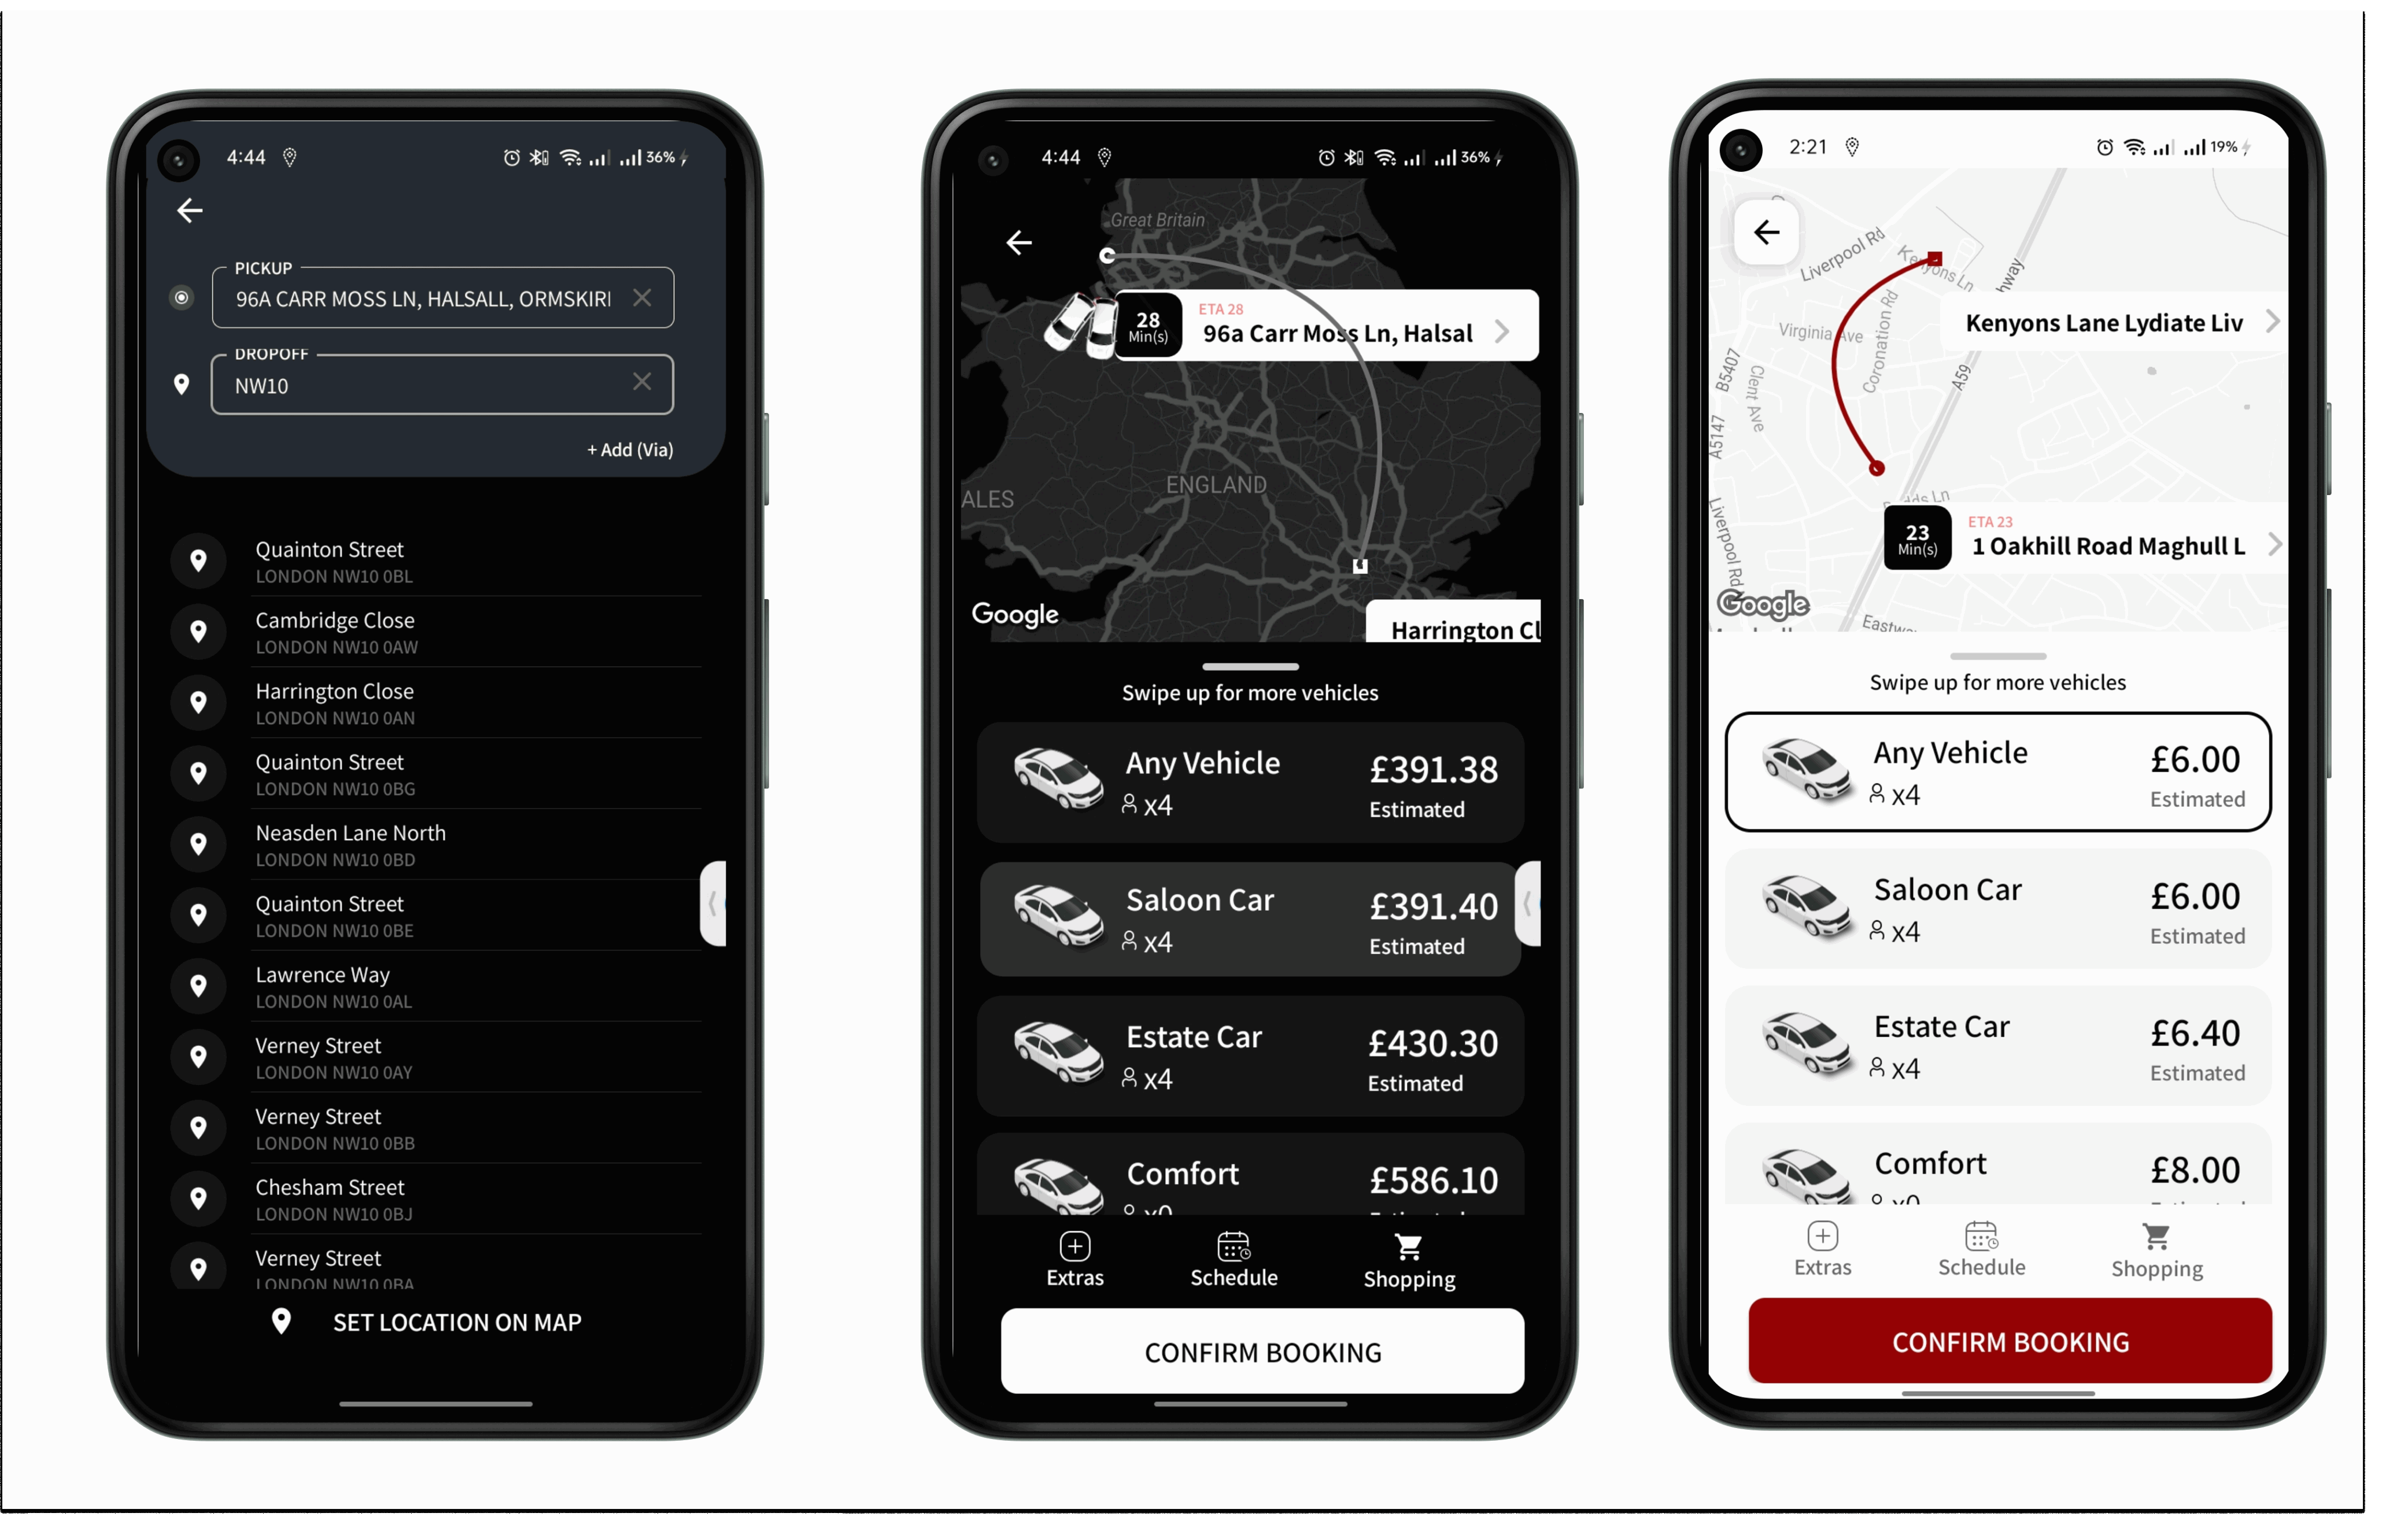 4:44
36%
PICKUP
96A CARR MOSS LN, HALSALL, ORMSKIRI
DROPOFF
NW10
+ Add (Via)
Quainton Street
LONDON NW10 0BL
Cambridge Close
LONDON NW10 0AW
Harrington Close
LONDON NW10 0AN
Quainton Street
LONDON NW10 0BG
Neasden Lane North
LONDON NW10 0BD
Quainton Street
LONDON NW10 0BE
Lawrence Way
LONDON NW10 0AL
Verney Street
LONDON NW10 0AY
Verney Street
LONDON NW10 0BB
Chesham Street
LONDON NW10 0BJ
Verney Street
LONDON NW10 0BA
SET LOCATION ON MAP
4:44
36%
Great Britain
28
Min(s)
ETA 28
96a Carr Moss Ln, Halsal
ENGLAND
ALES
Google
Harrington Cl
Swipe up for more vehicles
Any Vehicle
x4
£391.38
Estimated
Saloon Car
x4
£391.40
Estimated
Estate Car
x4
£430.30
Estimated
Comfort
x0
£586.10
Estimated
Extras
Schedule
Shopping
CONFIRM BOOKING
2:21
19%
Liverpool Rd
Kenyons Ln
hway
Kenyons Lane Lydiate Liv
Virginia Ave
Coronation Rd
B5407
Clent Ave
A59
A5147
Liverpool Rd
ds Ln
23
Min(s)
ETA 23
1 Oakhill Road Maghull L
Google
Eastw
Swipe up for more vehicles
Any Vehicle
x4
£6.00
Estimated
Saloon Car
x4
£6.00
Estimated
Estate Car
x4
£6.40
Estimated
Comfort
x0
£8.00
Extras
Schedule
Shopping
CONFIRM BOOKING